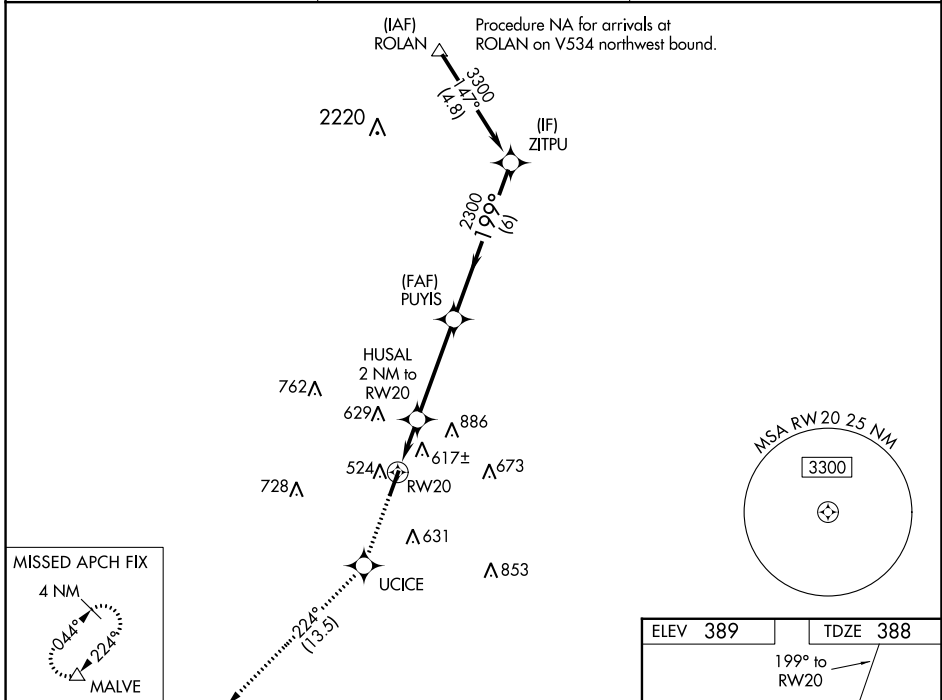 (IAF)
ROLAN
Procedure NA for arrivals at
ROLAN on V534 northwest bound.
3300
147°
(4.8)
2220
(IF)
ZITPU
2300
199°
(6)
(FAF)
PUYIS
HUSAL
2 NM to
RW20
762
629
886
617±
524
RW20
673
728
631
UCICE
853
224°
(13.5)
MSA RW20 25 NM
3300
MISSED APCH FIX
4 NM
044°
224°
MALVE
ELEV 389
TDZE 388
199° to
RW20